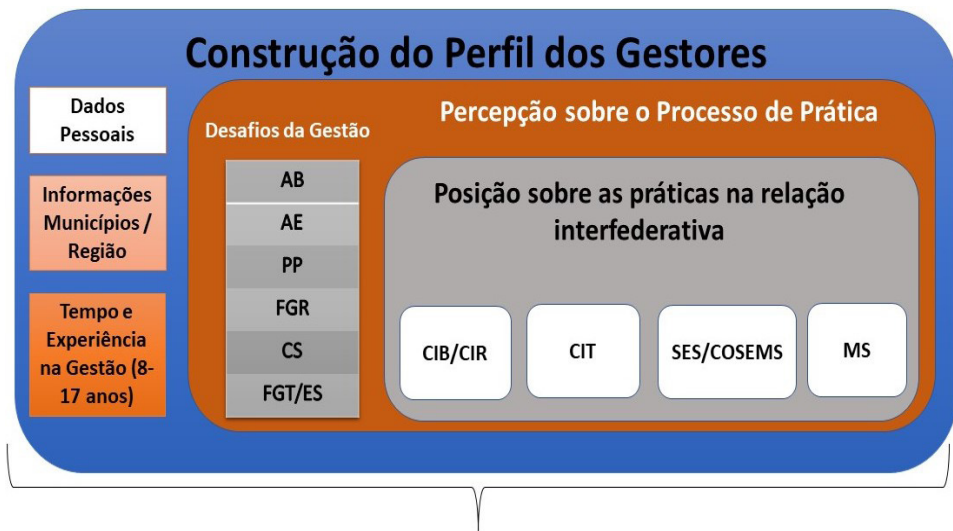 Construção do Perfil dos Gestores
Dados
Pessoais
Informações
Municípios /
Região
Tempo e
Experiência
na Gestão (8-
17 anos)
Desafios da Gestão
AB
AE
PP
FGR
CS
FGT/ES
Percepção sobre o Processo de Prática
Posição sobre as práticas na relação
interfederativa
CIB/CIR
CIT
SES/COSEMS
MS